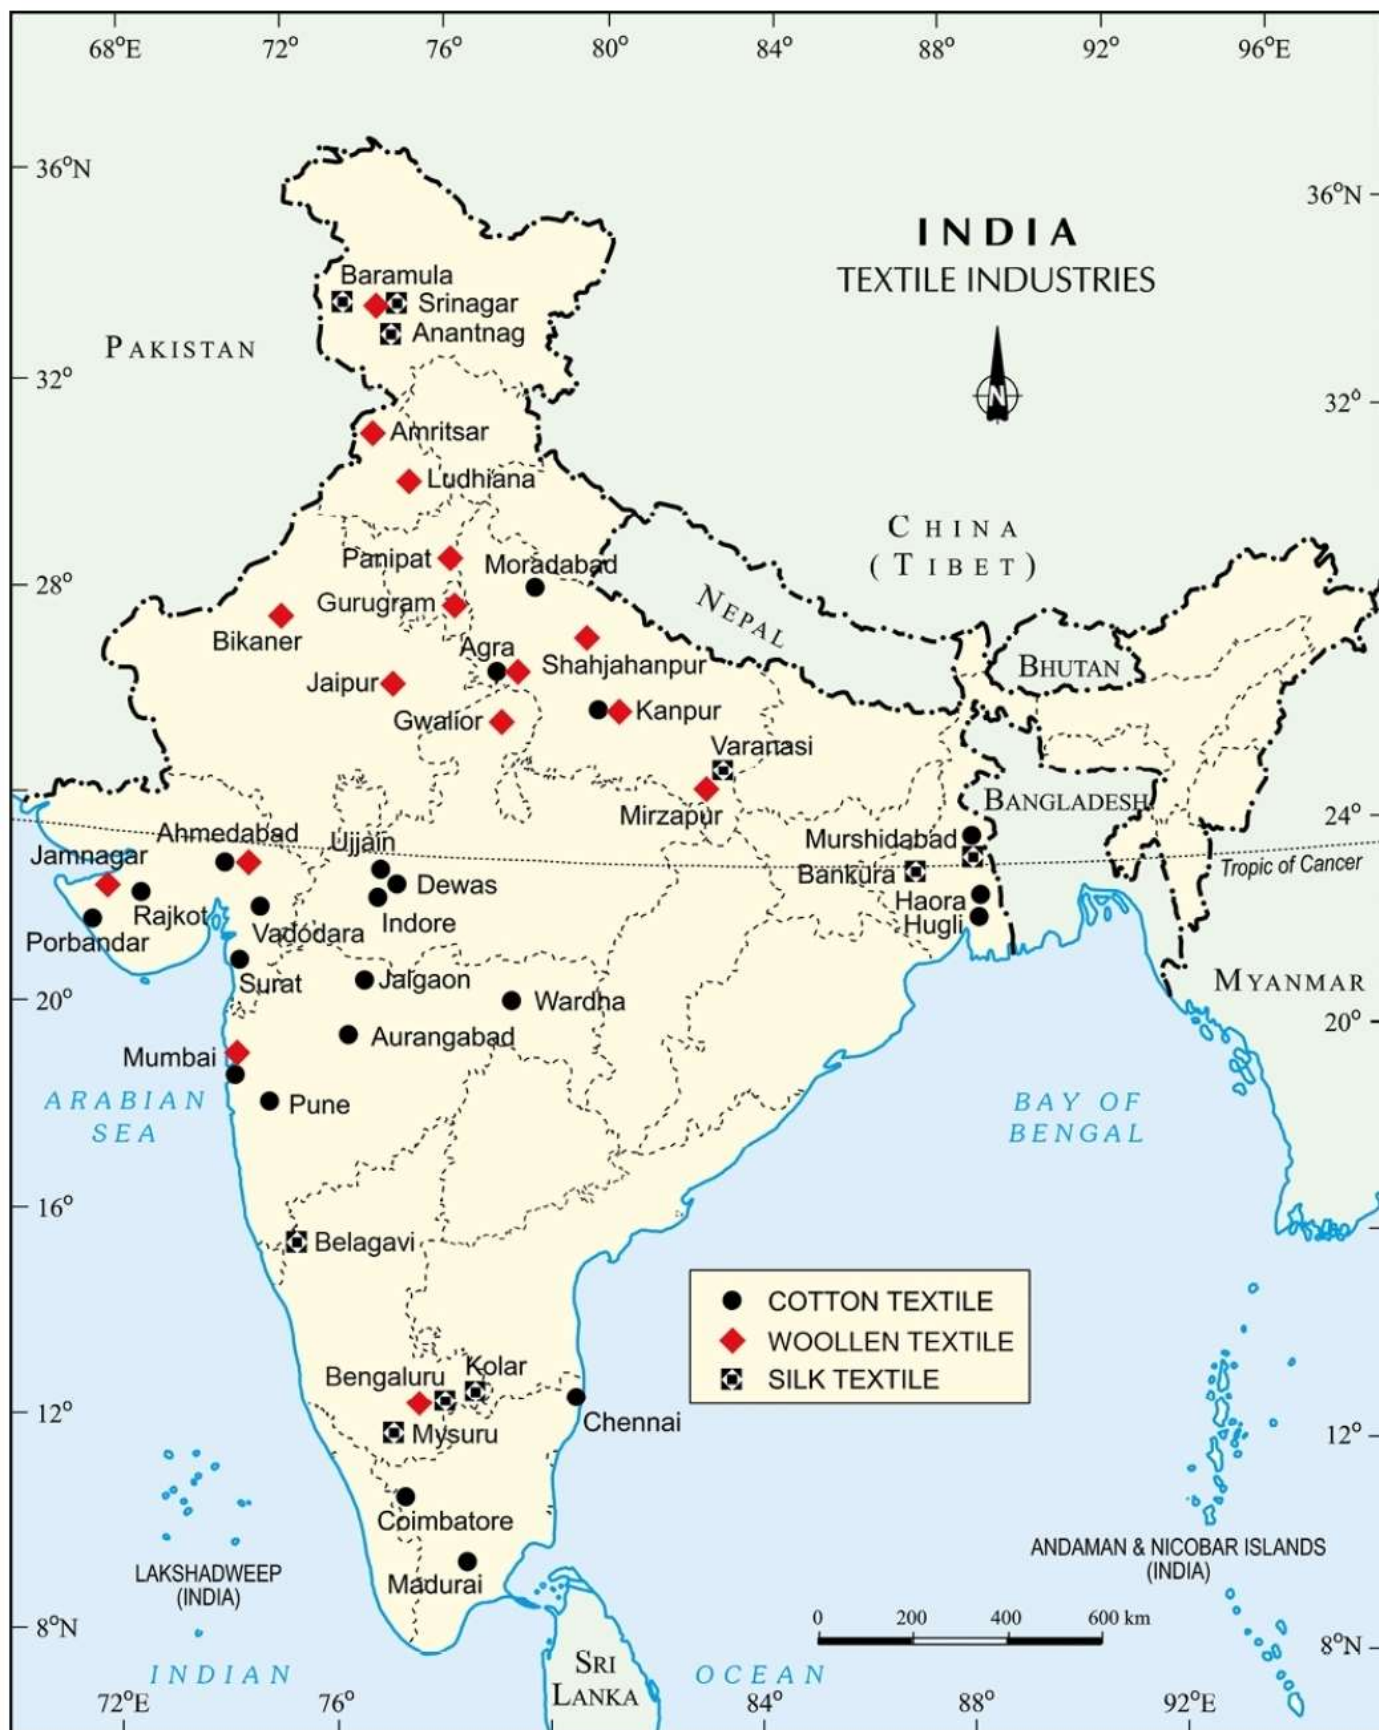 68°E 72° 76° 80° 84° 88° 92° 96°E
36°N
36°N
INDIA
TEXTILE INDUSTRIES
Baramula
Srinagar
Anantnag
PAKISTAN
N
32°
32°
Amritsar
Ludhiana
CHINA
(TIBET)
Panipat
Moradabad
28°
Gurugram
NEPAL
Bikaner
Agra
Shahjahanpur
BHUTAN
Jaipur
Gwalior
Kanpur
Varanasi
Mirzapur
BANGLADESH
24°
Ahmedabad
Ujjain
Murshidabad
Jamnagar
Tropic of Cancer
Bankura
Dewas
Haora
Rajkot
Indore
Hugli
Porbandar
Vadodara
Surat
Jalgaon
MYANMAR
20°
Wardha
20°
Aurangabad
Mumbai
ARABIAN
SEA
Pune
BAY OF
BENGAL
16°
Belagavi
COTTON TEXTILE
WOOLLEN TEXTILE
SILK TEXTILE
Kolar
Bengaluru
12°
Chennai
Mysuru
12°
Coimbatore
Madurai
LAKSHADWEEP
(INDIA)
ANDAMAN & NICOBAR ISLANDS
(INDIA)
0 200 400 600 km
8°N
8°N
SRI
LANKA
INDIAN OCEAN
72°E 76° 84° 88° 92°E